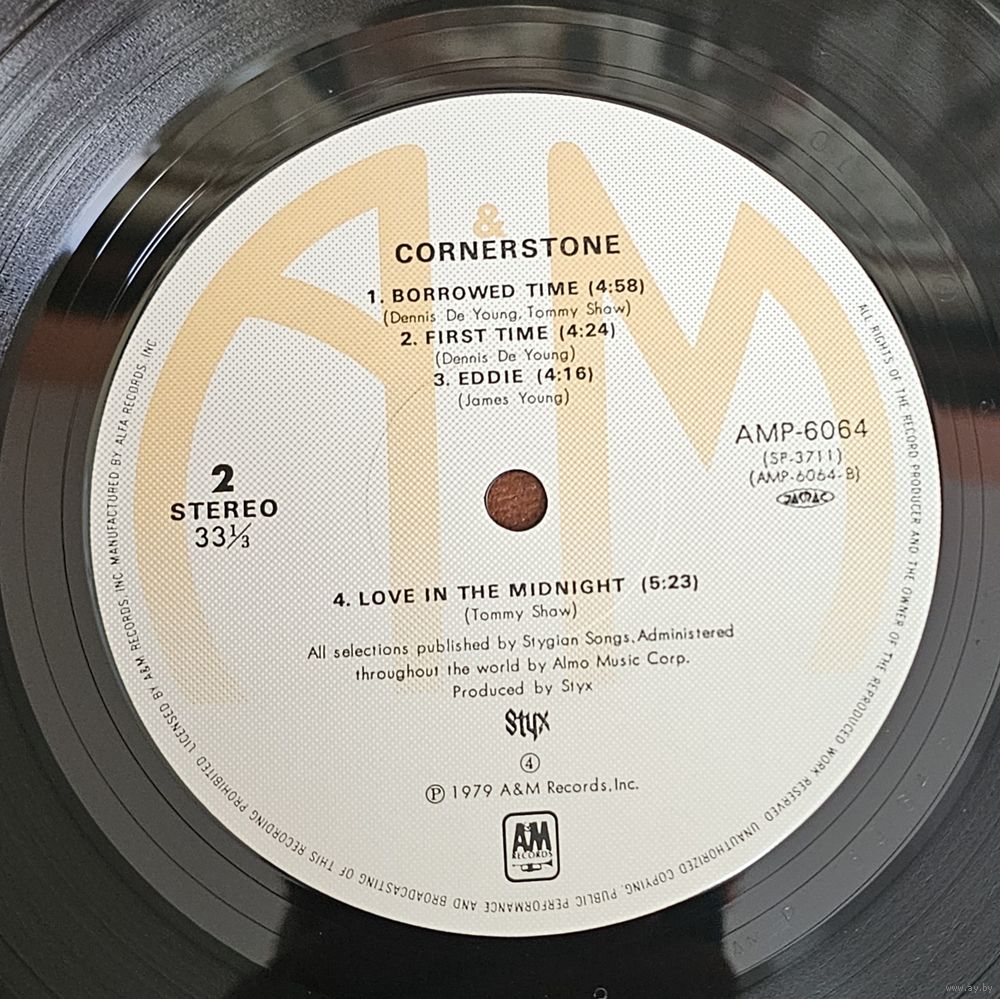 &
CORNERSTONE
1. BORROWED TIME (4:58)
(Dennis De Young, Tommy Shaw)
2. FIRST TIME (4:24)
(Dennis De Young)
3. EDDIE (4:16)
(James Young)
2
STEREO
33⅓
AMP-6064
(SP-3711)
(AMP-6064-B)
4. LOVE IN THE MIDNIGHT (5:23)
(Tommy Shaw)
All selections published by Stygian Songs, Administered
throughout the world by Almo Music Corp.
Produced by Styx
Styx
④
Ⓟ 1979 A&M Records, Inc.
A&M
RECORDS
ALL RIGHTS OF THE RECORD PRODUCER AND THE OWNER OF THE REPRODUCED WORK RESERVED. UNAUTHORIZED COPYING, PUBLIC PERFORMANCE AND BROADCASTING OF THIS RECORDING PROHIBITED. LICENSED BY A&M RECORDS, INC. MANUFACTURED BY ALFA RECORDS, INC
www.ay.by